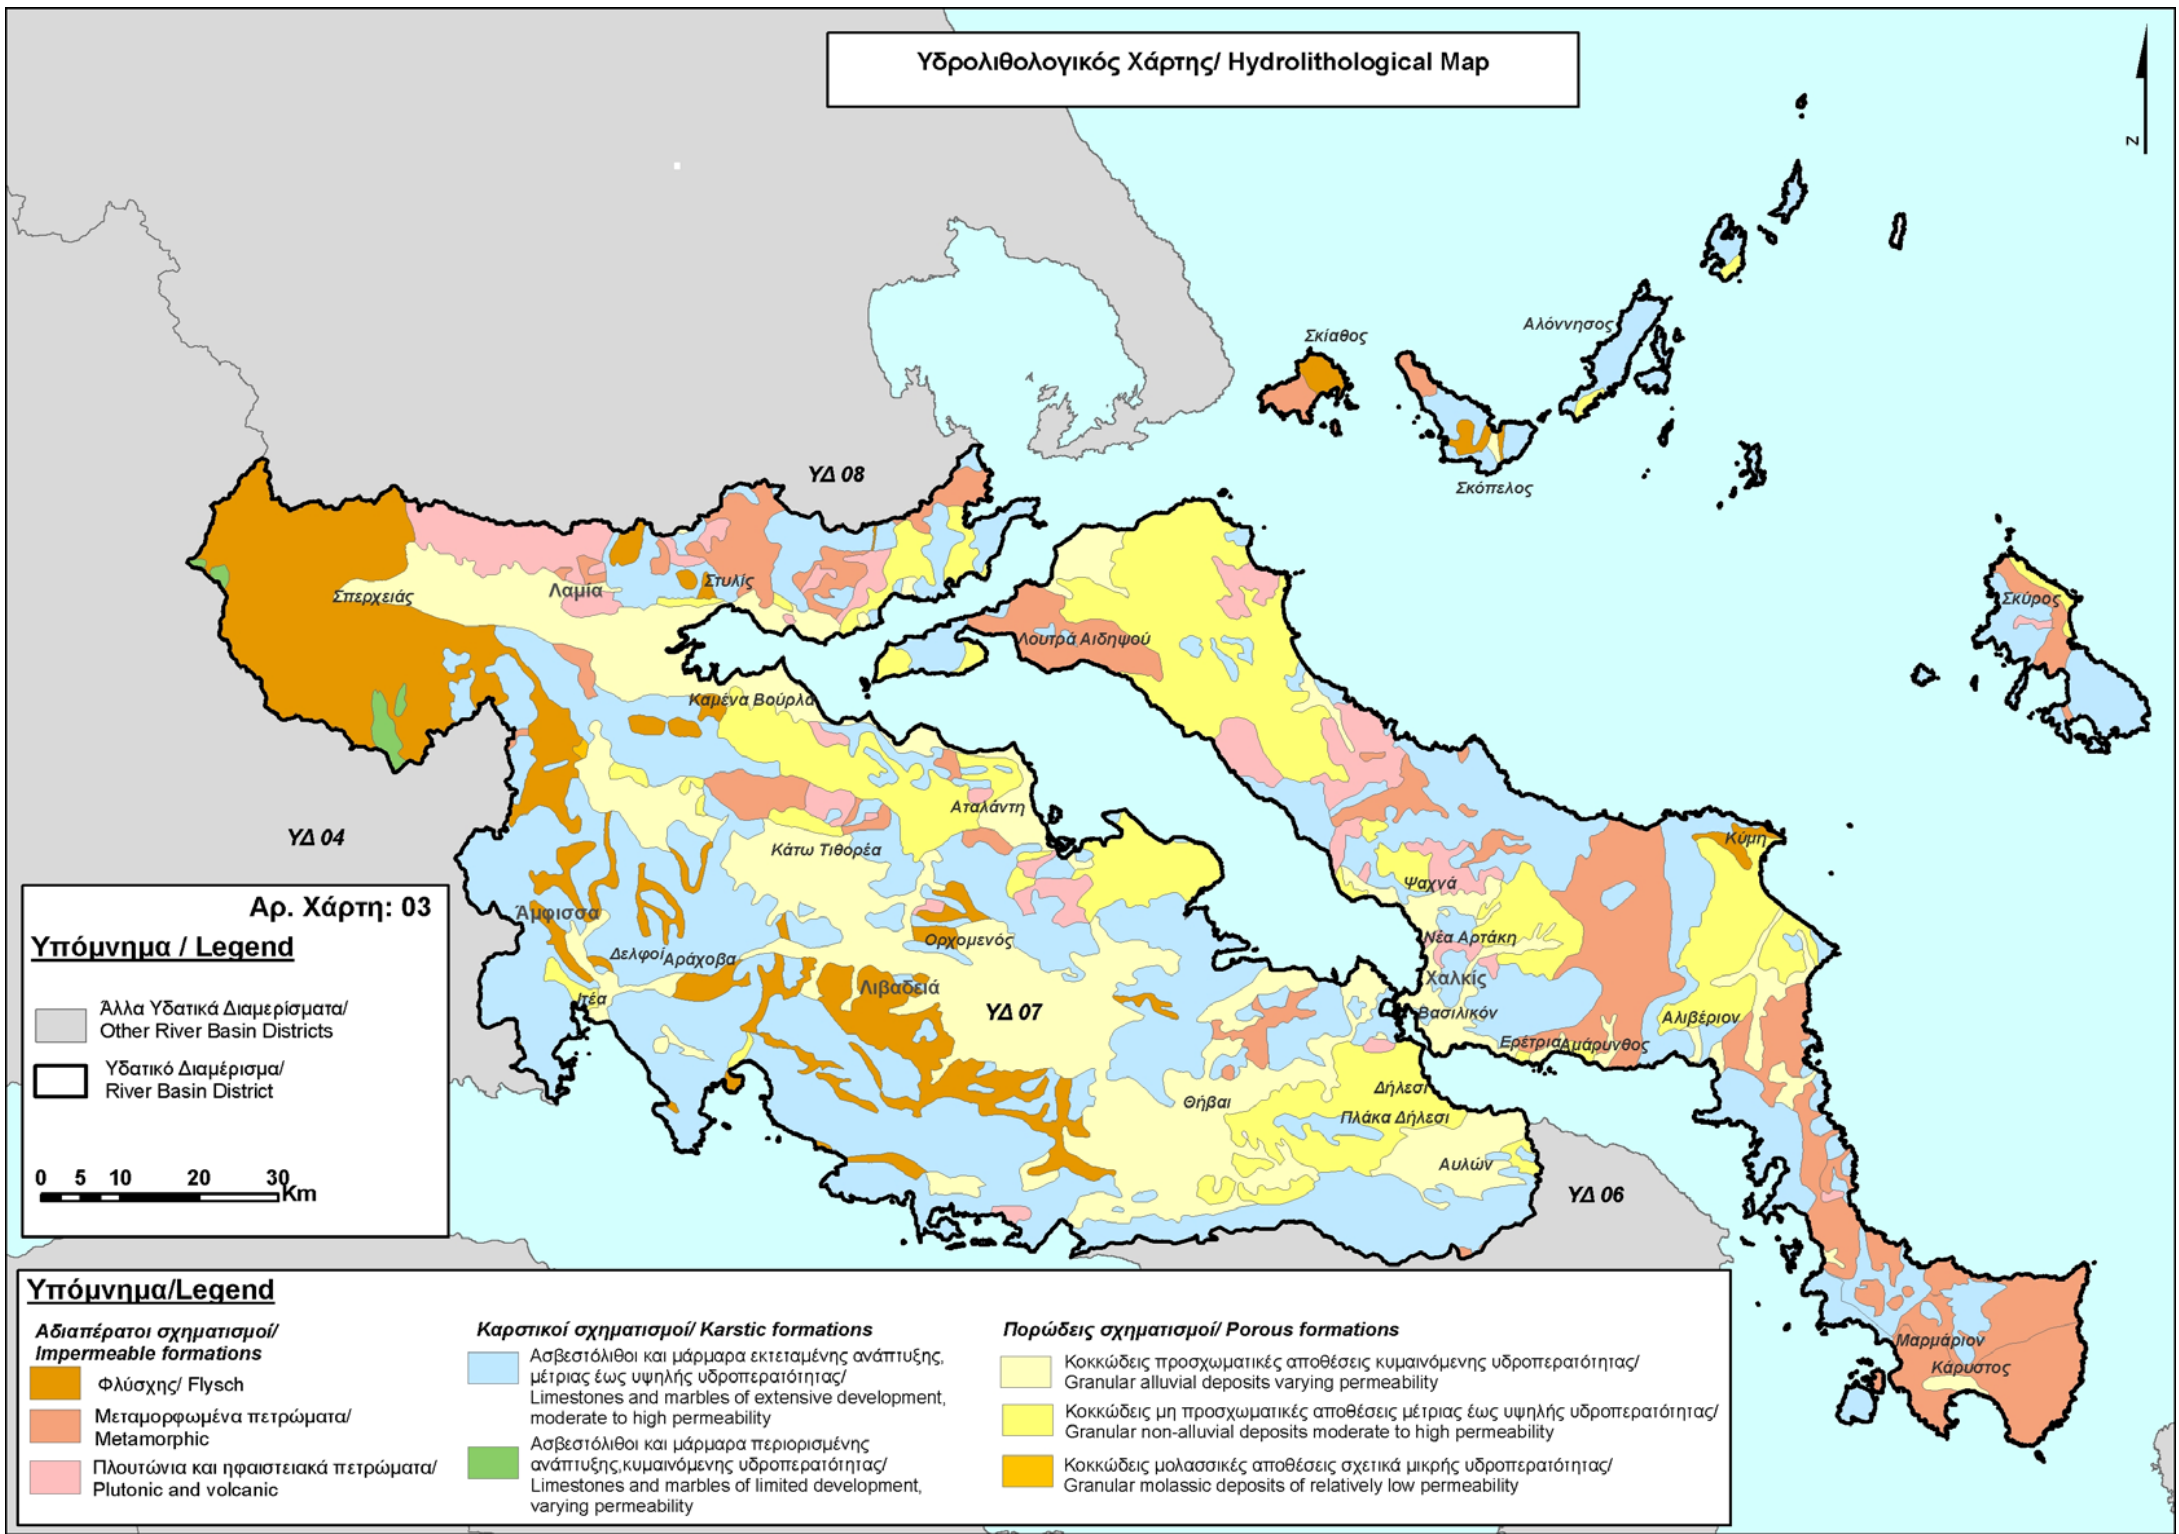 Υδρολιθολογικός Χάρτης/ Hydrolithological Map
N
Σκίαθος
Αλόννησος
Σκόπελος
ΥΔ 08
Σπερχειάς
Λαμία
Στυλίς
Λουτρά Αιδηψού
Σκύρος
Καμένα Βούρλα
Αταλάντη
ΥΔ 04
Κάτω Τιθορέα
Κύμη
Ψαχνά
Άμφισσα
Ορχομενός
Νέα Αρτάκη
Δελφοί
Αράχοβα
Χαλκίς
Λιβαδειά
Ιτέα
ΥΔ 07
Βασιλικόν
Αλιβέριον
Ερέτρια
Αμάρυνθος
Δήλεσι
Θήβαι
Πλάκα Δήλεσι
Αυλών
ΥΔ 06
Μαρμάριον
Κάρυστος
Αρ. Χάρτη: 03
Υπόμνημα / Legend
Άλλα Υδατικά Διαμερίσματα/
Other River Basin Districts
Υδατικό Διαμέρισμα/
River Basin District
0 5 10 20 30
Km
Υπόμνημα/Legend
Αδιαπέρατοι σχηματισμοί/
Impermeable formations
Φλύσχης/ Flysch
Μεταμορφωμένα πετρώματα/
Metamorphic
Πλουτώνια και ηφαιστειακά πετρώματα/
Plutonic and volcanic
Καρστικοί σχηματισμοί/ Karstic formations
Ασβεστόλιθοι και μάρμαρα εκτεταμένης ανάπτυξης,
μέτριας έως υψηλής υδροπερατότητας/
Limestones and marbles of extensive development,
moderate to high permeability
Ασβεστόλιθοι και μάρμαρα περιορισμένης
ανάπτυξης,κυμαινόμενης υδροπερατότητας/
Limestones and marbles of limited development,
varying permeability
Πορώδεις σχηματισμοί/ Porous formations
Κοκκώδεις προσχωματικές αποθέσεις κυμαινόμενης υδροπερατότητας/
Granular alluvial deposits varying permeability
Κοκκώδεις μη προσχωματικές αποθέσεις μέτριας έως υψηλής υδροπερατότητας/
Granular non-alluvial deposits moderate to high permeability
Κοκκώδεις μολασσικές αποθέσεις σχετικά μικρής υδροπερατότητας/
Granular molassic deposits of relatively low permeability